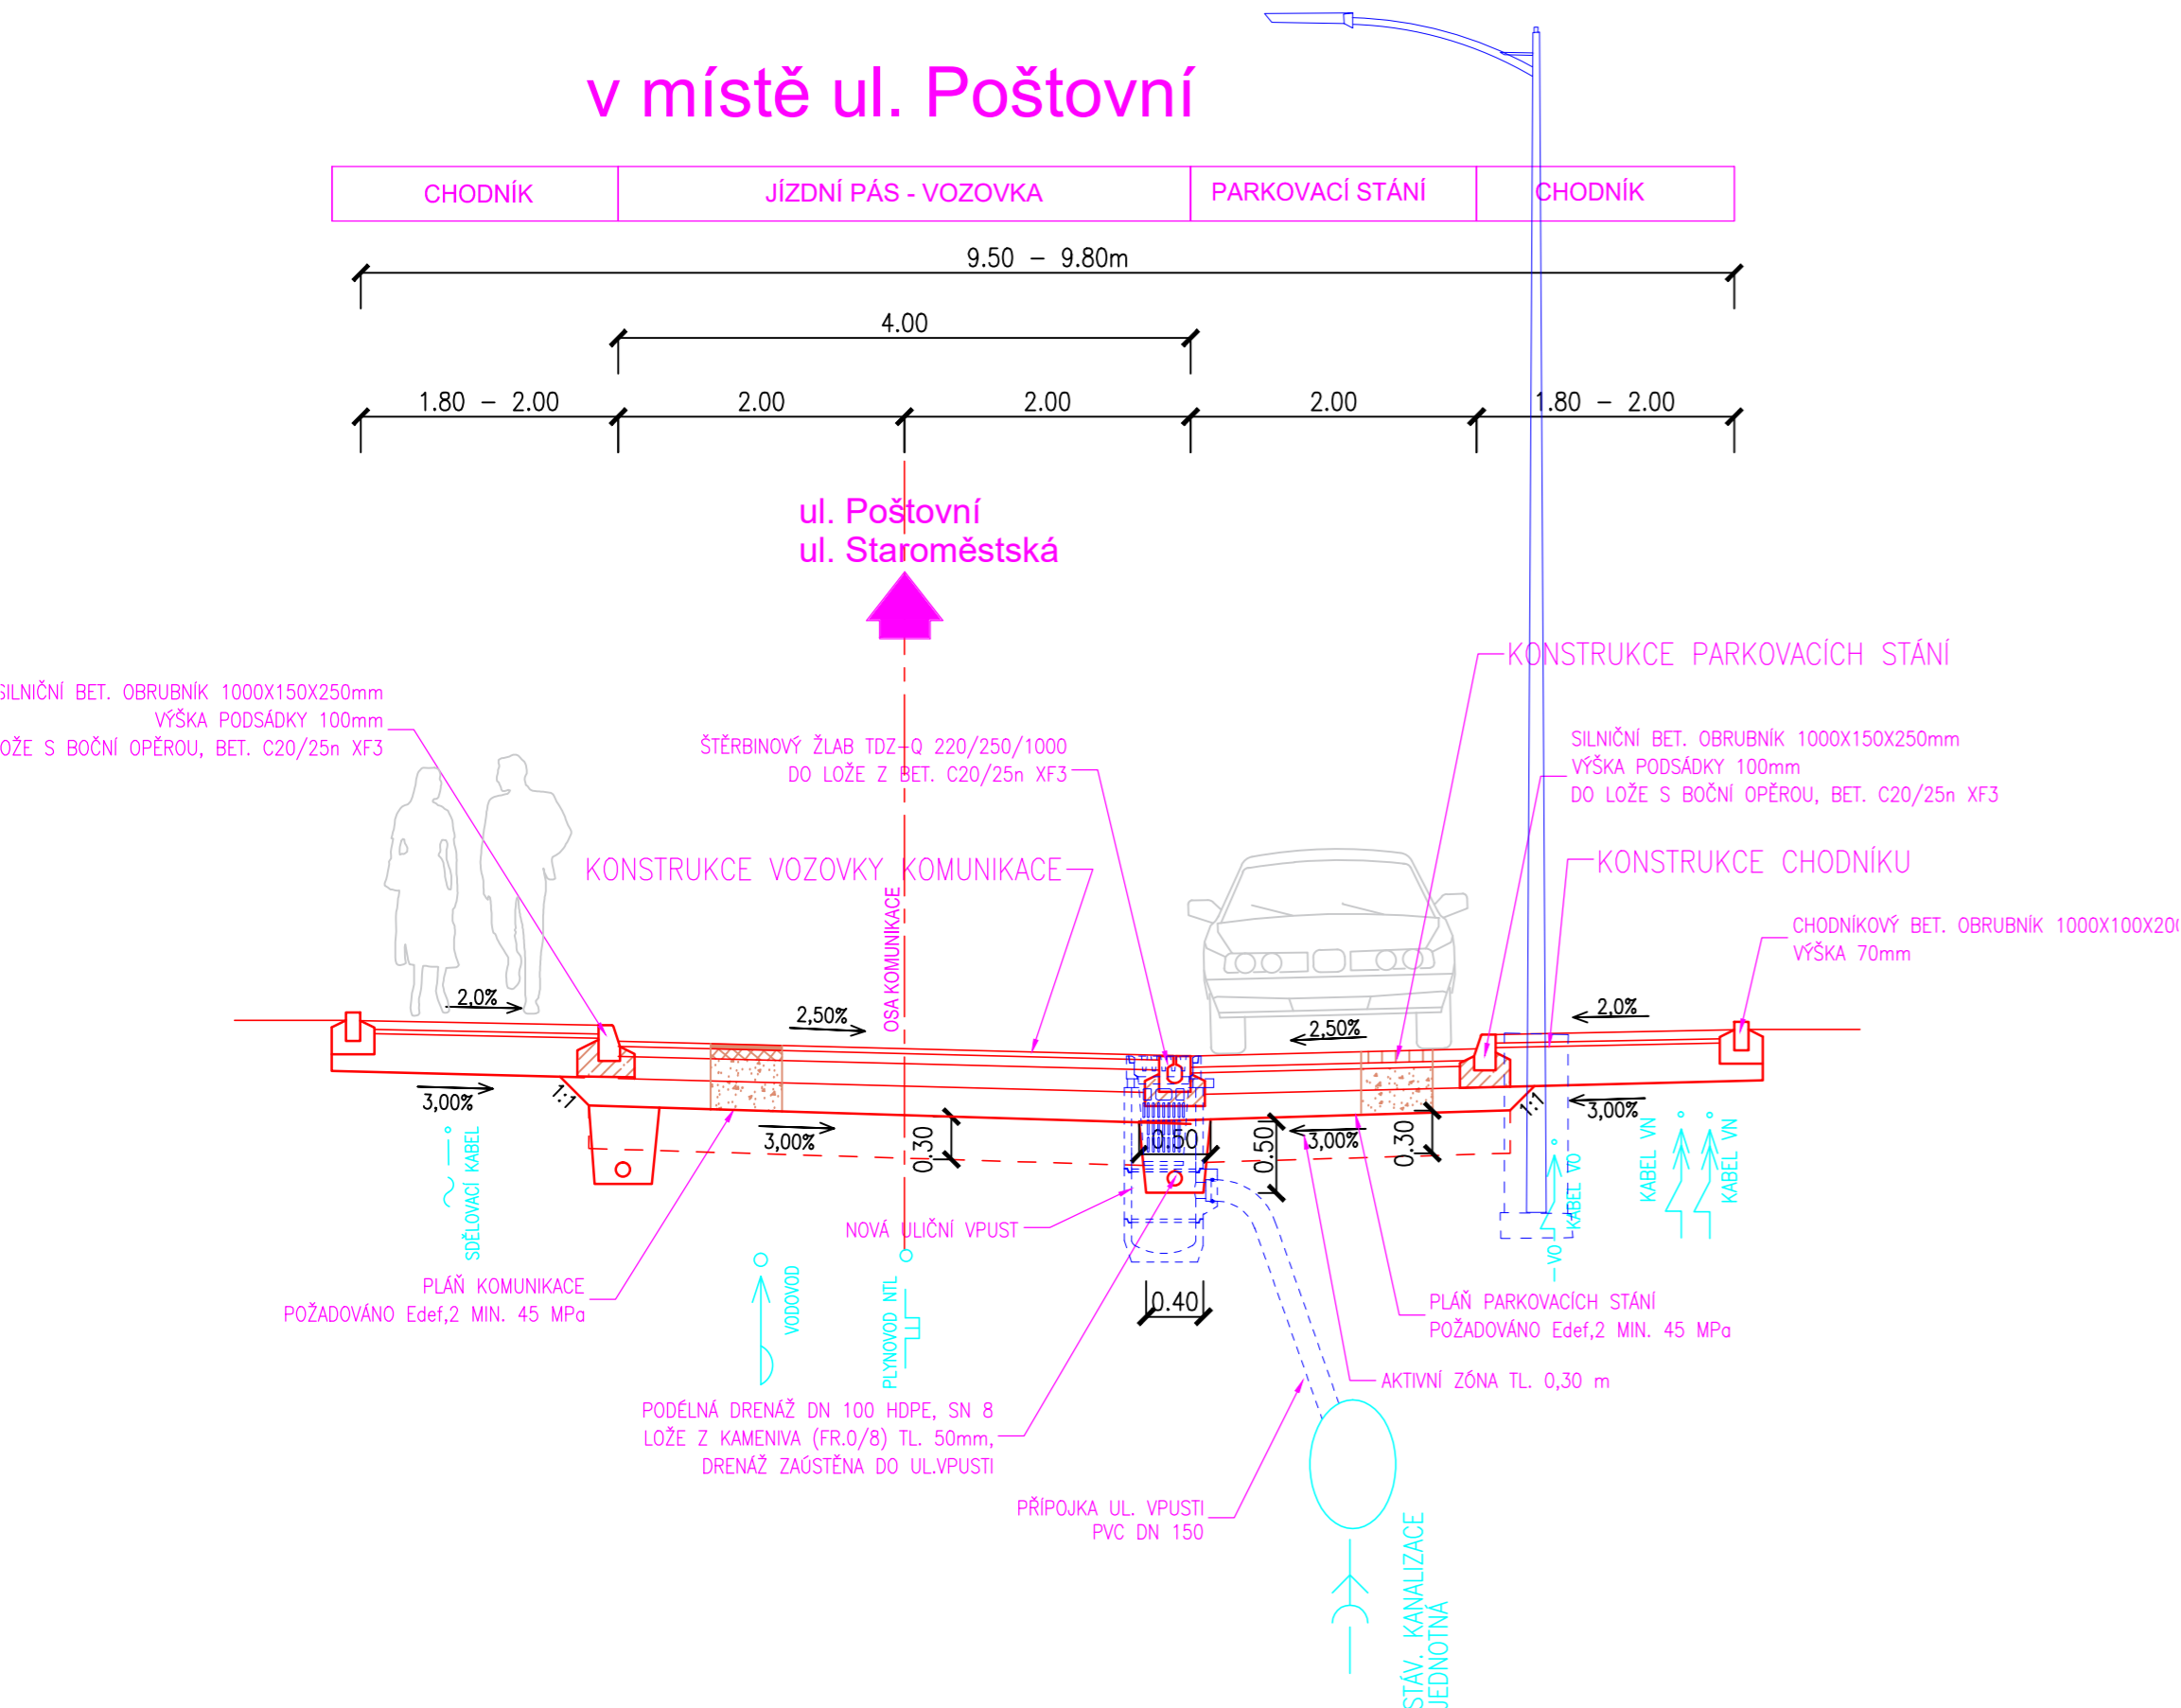 v místě ul. Poštovní
CHODNÍK
JÍZDNÍ PÁS - VOZOVKA
PARKOVACÍ STÁNÍ
CHODNÍK
9.50 - 9.80m
4.00
1.80 - 2.00
2.00
2.00
2.00
1.80 - 2.00
ul. Poštovní
ul. Staroměstská
KONSTRUKCE PARKOVACÍCH STÁNÍ
SILNIČNÍ BET. OBRUBNÍK 1000X150X250mm
VÝŠKA PODSÁDKY 100mm
LOŽE S BOČNÍ OPĚROU, BET. C20/25n XF3
ŠTĚRBINOVÝ ŽLAB TDZ-Q 220/250/1000
DO LOŽE Z BET. C20/25n XF3
SILNIČNÍ BET. OBRUBNÍK 1000X150X250mm
VÝŠKA PODSÁDKY 100mm
DO LOŽE S BOČNÍ OPĚROU, BET. C20/25n XF3
KONSTRUKCE VOZOVKY KOMUNIKACE
KONSTRUKCE CHODNÍKU
OSA KOMUNIKACE
CHODNÍKOVÝ BET. OBRUBNÍK 1000X100X200
VÝŠKA 70mm
2,0%
2,50%
2,50%
2,0%
3,00%
1:1
3,00%
0.30
0.50
0.50
3,00%
0.30
1:1
3,00%
SDĚLOVACÍ KABEL
KABEL VO
VO
KABEL VN
KABEL VN
NOVÁ ULIČNÍ VPUST
PLÁŇ KOMUNIKACE
POŽADOVÁNO Edef,2 MIN. 45 MPa
VODOVOD
PLYNOVOD NTL
0.40
PLÁŇ PARKOVACÍCH STÁNÍ
POŽADOVÁNO Edef,2 MIN. 45 MPa
AKTIVNÍ ZÓNA TL. 0,30 m
PODÉLNÁ DRENÁŽ DN 100 HDPE, SN 8
LOŽE Z KAMENIVA (FR.0/8) TL. 50mm,
DRENÁŽ ZAÚSTĚNA DO UL.VPUSTI
PŘÍPOJKA UL. VPUSTI
PVC DN 150
STÁV. KANALIZACE
JEDNOTNÁ